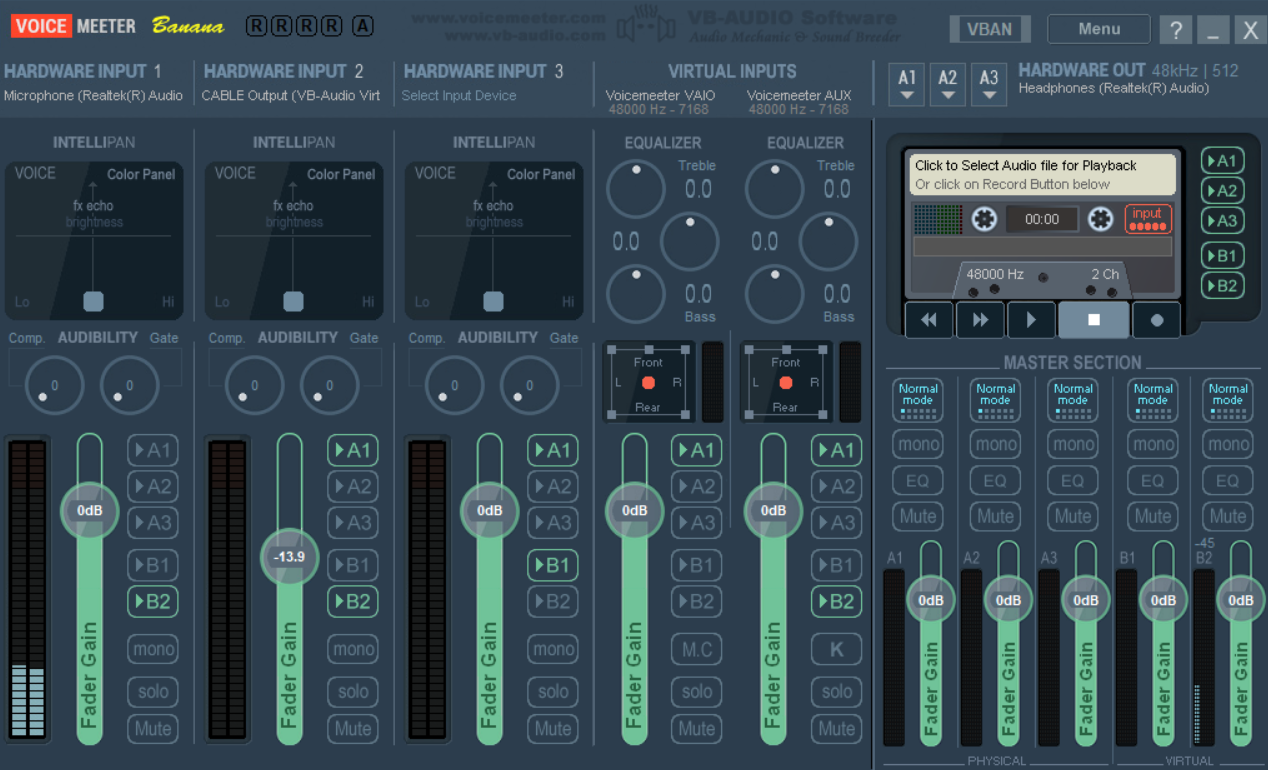 VOICE MEETER Banana R R R R A
www.voicemeeter.com
www.vb-audio.com
VB-AUDIO Software
Audio Mechanic & Sound Breeder
VBAN Menu ? _ X
HARDWARE INPUT 1
Microphone (Realtek(R) Audio
HARDWARE INPUT 2
CABLE Output (VB-Audio Virt
HARDWARE INPUT 3
Select Input Device
VIRTUAL INPUTS
Voicemeeter VAIO
48000 Hz - 7168
Voicemeeter AUX
48000 Hz - 7168
A1 A2 A3
HARDWARE OUT 48kHz | 512
Headphones (Realtek(R) Audio)
INTELLIPAN
VOICE Color Panel
fx echo
brightness
Lo Hi
INTELLIPAN
VOICE Color Panel
fx echo
brightness
Lo Hi
INTELLIPAN
VOICE Color Panel
fx echo
brightness
Lo Hi
EQUALIZER
Treble
0.0
0.0
0.0
Bass
EQUALIZER
Treble
0.0
0.0
0.0
Bass
Click to Select Audio file for Playback
Or click on Record Button below
00:00
input
48000 Hz 2 Ch
A1
A2
A3
B1
B2
Comp. AUDIBILITY Gate
0 0
Comp. AUDIBILITY Gate
0 0
Comp. AUDIBILITY Gate
0 0
Front
L R
Rear
Front
L R
Rear
0dB
Fader Gain
A1
A2
A3
B1
B2
mono
solo
Mute
-13.9
Fader Gain
A1
A2
A3
B1
B2
mono
solo
Mute
0dB
Fader Gain
A1
A2
A3
B1
B2
mono
solo
Mute
0dB
Fader Gain
A1
A2
A3
B1
B2
M.C
solo
Mute
0dB
Fader Gain
A1
A2
A3
B1
B2
K
solo
Mute
MASTER SECTION
Normal mode
mono
EQ
Mute
A1
0dB
Fader Gain
Normal mode
mono
EQ
Mute
A2
0dB
Fader Gain
Normal mode
mono
EQ
Mute
A3
0dB
Fader Gain
Normal mode
mono
EQ
Mute
B1
0dB
Fader Gain
Normal mode
mono
EQ
Mute
-45
B2
0dB
Fader Gain
PHYSICAL
VIRTUAL